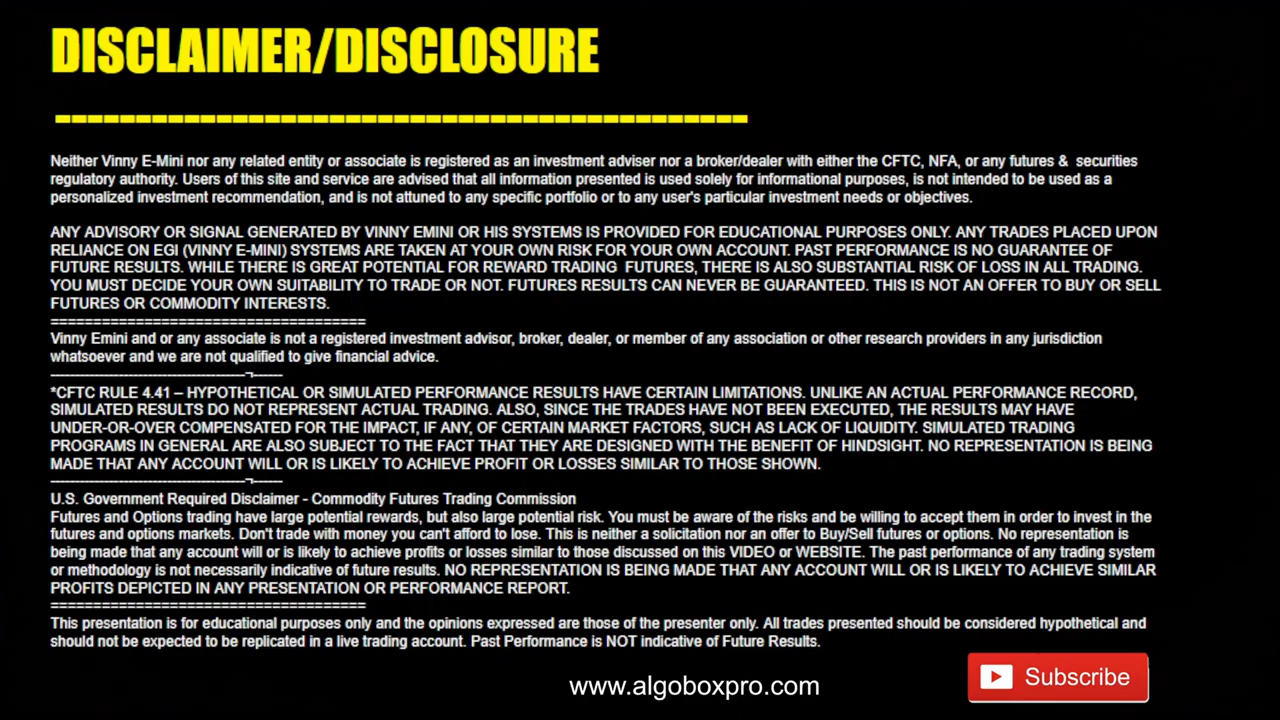 DISCLAIMER/DISCLOSURE
-------------------------------------------
Neither Vinny E-Mini nor any related entity or associate is registered as an investment adviser nor a broker/dealer with either the CFTC, NFA, or any futures & securities
regulatory authority. Users of this site and service are advised that all information presented is used solely for informational purposes, is not intended to be used as a
personalized investment recommendation, and is not attuned to any specific portfolio or to any user's particular investment needs or objectives.
ANY ADVISORY OR SIGNAL GENERATED BY VINNY EMINI OR HIS SYSTEMS IS PROVIDED FOR EDUCATIONAL PURPOSES ONLY. ANY TRADES PLACED UPON
RELIANCE ON EGI (VINNY E-MINI) SYSTEMS ARE TAKEN AT YOUR OWN RISK FOR YOUR OWN ACCOUNT. PAST PERFORMANCE IS NO GUARANTEE OF
FUTURE RESULTS. WHILE THERE IS GREAT POTENTIAL FOR REWARD TRADING FUTURES, THERE IS ALSO SUBSTANTIAL RISK OF LOSS IN ALL TRADING.
YOU MUST DECIDE YOUR OWN SUITABILITY TO TRADE OR NOT. FUTURES RESULTS CAN NEVER BE GUARANTEED. THIS IS NOT AN OFFER TO BUY OR SELL
FUTURES OR COMMODITY INTERESTS.
=====================================
Vinny Emini and or any associate is not a registered investment advisor, broker, dealer, or member of any association or other research providers in any jurisdiction
whatsoever and we are not qualified to give financial advice.
----------------------------------------¬------
*CFTC RULE 4.41 – HYPOTHETICAL OR SIMULATED PERFORMANCE RESULTS HAVE CERTAIN LIMITATIONS. UNLIKE AN ACTUAL PERFORMANCE RECORD,
SIMULATED RESULTS DO NOT REPRESENT ACTUAL TRADING. ALSO, SINCE THE TRADES HAVE NOT BEEN EXECUTED, THE RESULTS MAY HAVE
UNDER-OR-OVER COMPENSATED FOR THE IMPACT, IF ANY, OF CERTAIN MARKET FACTORS, SUCH AS LACK OF LIQUIDITY. SIMULATED TRADING
PROGRAMS IN GENERAL ARE ALSO SUBJECT TO THE FACT THAT THEY ARE DESIGNED WITH THE BENEFIT OF HINDSIGHT. NO REPRESENTATION IS BEING
MADE THAT ANY ACCOUNT WILL OR IS LIKELY TO ACHIEVE PROFIT OR LOSSES SIMILAR TO THOSE SHOWN.
----------------------------------------¬------
U.S. Government Required Disclaimer - Commodity Futures Trading Commission
Futures and Options trading have large potential rewards, but also large potential risk. You must be aware of the risks and be willing to accept them in order to invest in the
futures and options markets. Don't trade with money you can't afford to lose. This is neither a solicitation nor an offer to Buy/Sell futures or options. No representation is
being made that any account will or is likely to achieve profits or losses similar to those discussed on this VIDEO or WEBSITE. The past performance of any trading system
or methodology is not necessarily indicative of future results. NO REPRESENTATION IS BEING MADE THAT ANY ACCOUNT WILL OR IS LIKELY TO ACHIEVE SIMILAR
PROFITS DEPICTED IN ANY PRESENTATION OR PERFORMANCE REPORT.
=====================================
This presentation is for educational purposes only and the opinions expressed are those of the presenter only. All trades presented should be considered hypothetical and
should not be expected to be replicated in a live trading account. Past Performance is NOT indicative of Future Results.
www.algoboxpro.com
Subscribe